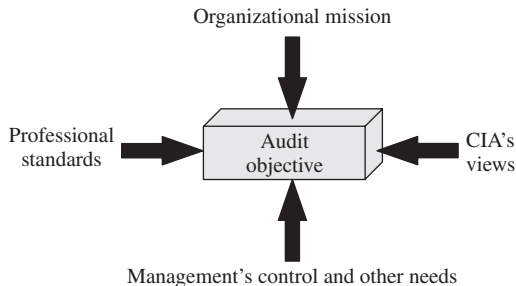 Organizational mission
Professional
standards
Audit
objective
CIA's
views
Management's control and other needs